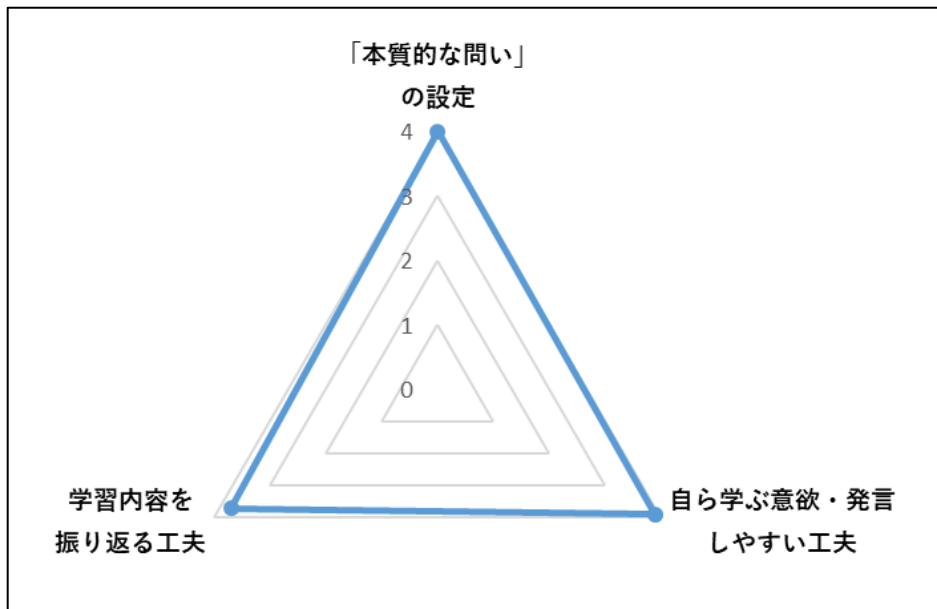 「本質的な問い」
の設定
4
3
2
1
0
学習内容を
振り返る工夫
自ら学ぶ意欲・発言
しやすい工夫